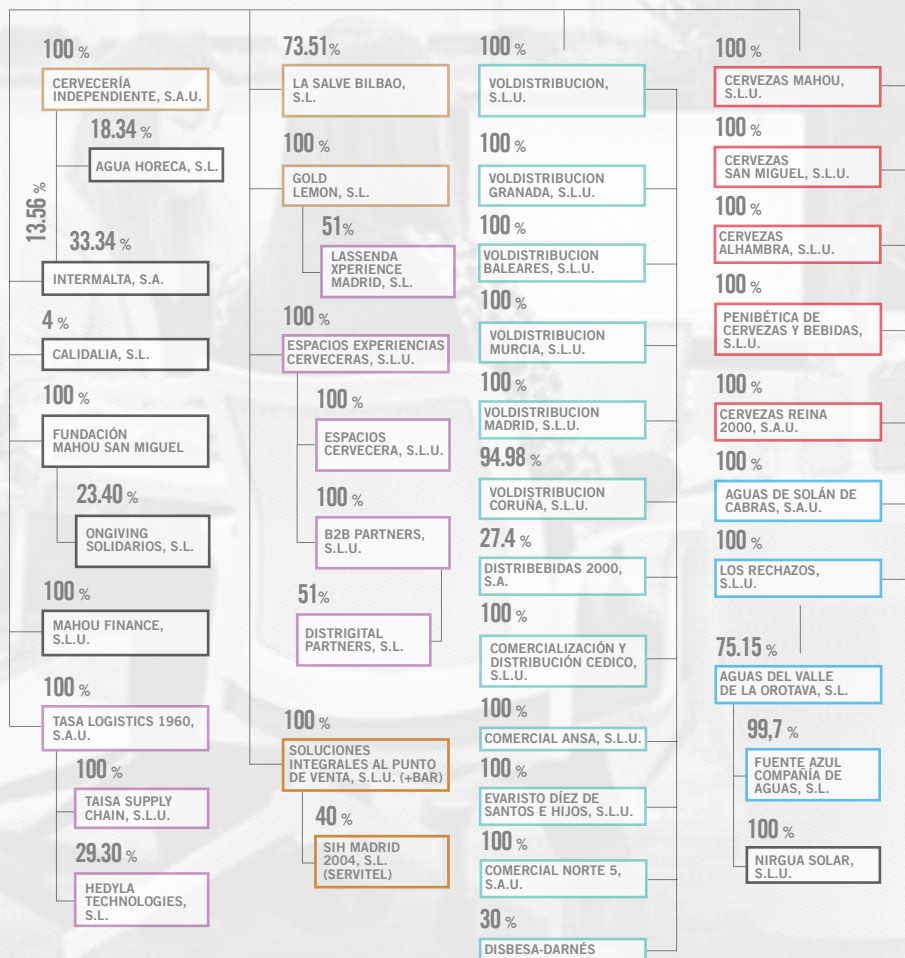 100 %
CERVECERÍA
INDEPENDIENTE, S.A.U.
18.34 %
AGUA HORECA, S.L.
13.56 %
33.34 %
INTERMALTA, S.A.
4 %
CALIDALIA, S.L.
100 %
FUNDACIÓN
MAHOU SAN MIGUEL
23.40 %
ONGIVING
SOLIDARIOS, S.L.
100 %
MAHOU FINANCE,
S.L.U.
100 %
TASA LOGISTICS 1960,
S.A.U.
100 %
TAISA SUPPLY
CHAIN, S.L.U.
29.30 %
HEDYLA
TECHNOLOGIES,
S.L.
73.51%
LA SALVE BILBAO,
S.L.
100 %
GOLD
LEMON, S.L.
51%
LASSENDA
XPERIENCE
MADRID, S.L.
100 %
ESPACIOS EXPERIENCIAS
CERVECERAS, S.L.U.
100 %
ESPACIOS
CERVECERA, S.L.U.
100 %
B2B PARTNERS,
S.L.U.
51%
DISTRIGITAL
PARTNERS, S.L.
100 %
SOLUCIONES
INTEGRALES AL PUNTO
DE VENTA, S.L.U. (+BAR)
40 %
SIH MADRID
2004, S.L.
(SERVITEL)
100 %
VOLDISTRIBUCION,
S.L.U.
100 %
VOLDISTRIBUCION
GRANADA, S.L.U.
100 %
VOLDISTRIBUCION
BALEARES, S.L.U.
100 %
VOLDISTRIBUCION
MURCIA, S.L.U.
100 %
VOLDISTRIBUCION
MADRID, S.L.U.
94.98 %
VOLDISTRIBUCION
CORUÑA, S.L.U.
27.4 %
DISTRIBEBIDAS 2000,
S.A.
100 %
COMERCIALIZACIÓN Y
DISTRIBUCIÓN CEDICO,
S.L.U.
100 %
COMERCIAL ANSA, S.L.U.
100 %
EVARISTO DÍEZ DE
SANTOS E HIJOS, S.L.U.
100 %
COMERCIAL NORTE 5,
S.A.U.
30 %
DISBESA-DARNÉS
100 %
CERVEZAS MAHOU,
S.L.U.
100 %
CERVEZAS
SAN MIGUEL, S.L.U.
100 %
CERVEZAS
ALHAMBRA, S.L.U.
100 %
PENIBÉTICA DE
CERVEZAS Y BEBIDAS,
S.L.U.
100 %
CERVEZAS REINA
2000, S.A.U.
100 %
AGUAS DE SOLÁN DE
CABRAS, S.A.U.
100 %
LOS RECHAZOS,
S.L.U.
75.15 %
AGUAS DEL VALLE
DE LA OROTAVA, S.L.
99,7 %
FUENTE AZUL
COMPAÑÍA DE
AGUAS, S.L.
100 %
NIRGUA SOLAR,
S.L.U.